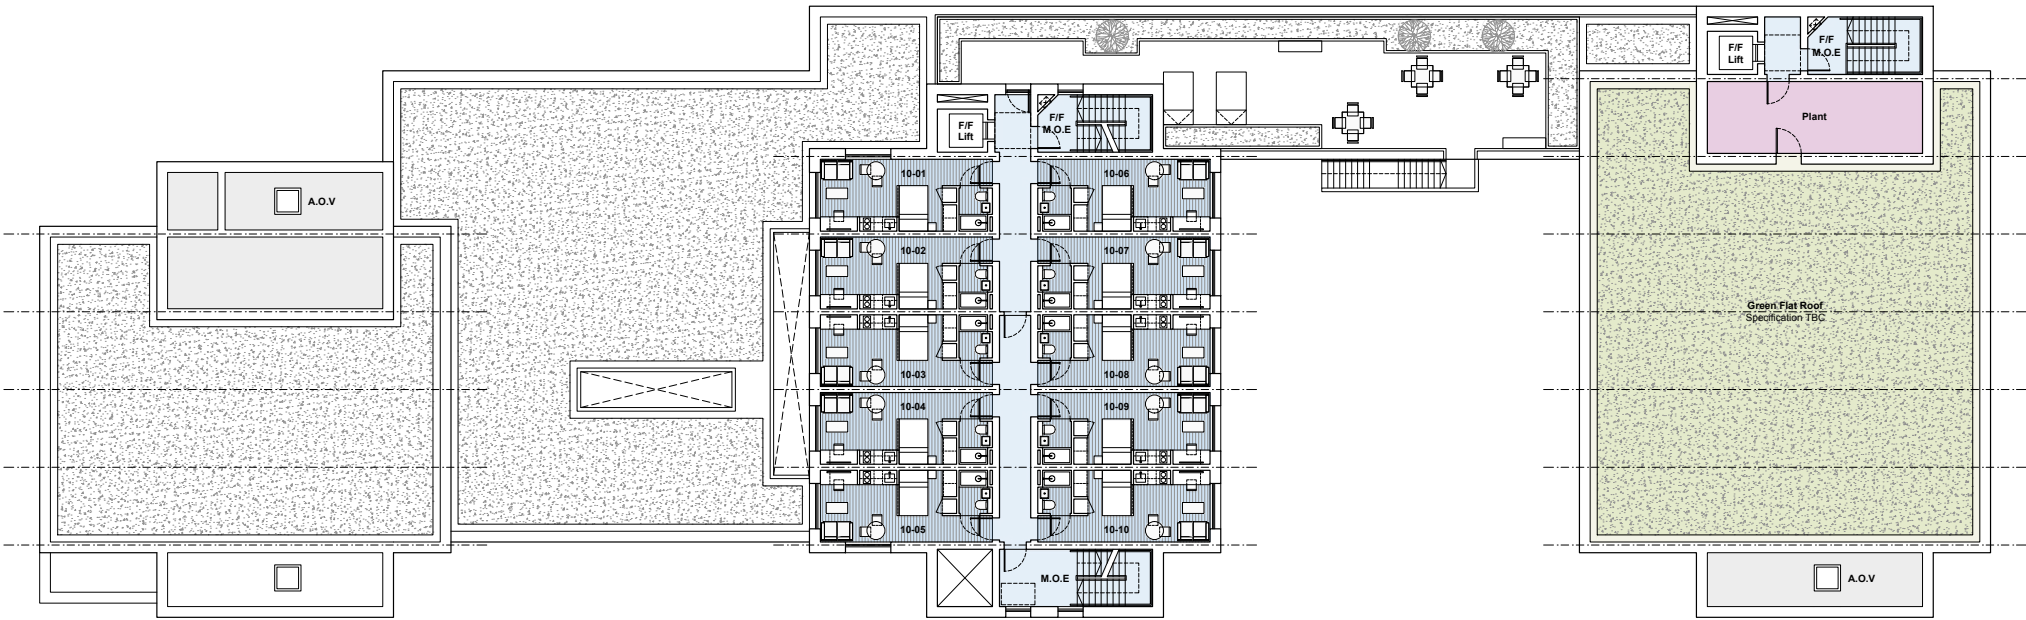 F/F
Lift
F/F
M.O.E
Plant
F/F
Lift
F/F
M.O.E
A.O.V
10-01
10-06
10-02
10-07
10-03
10-08
10-04
10-09
10-05
10-10
Green Flat Roof
Specification TBC
M.O.E
A.O.V